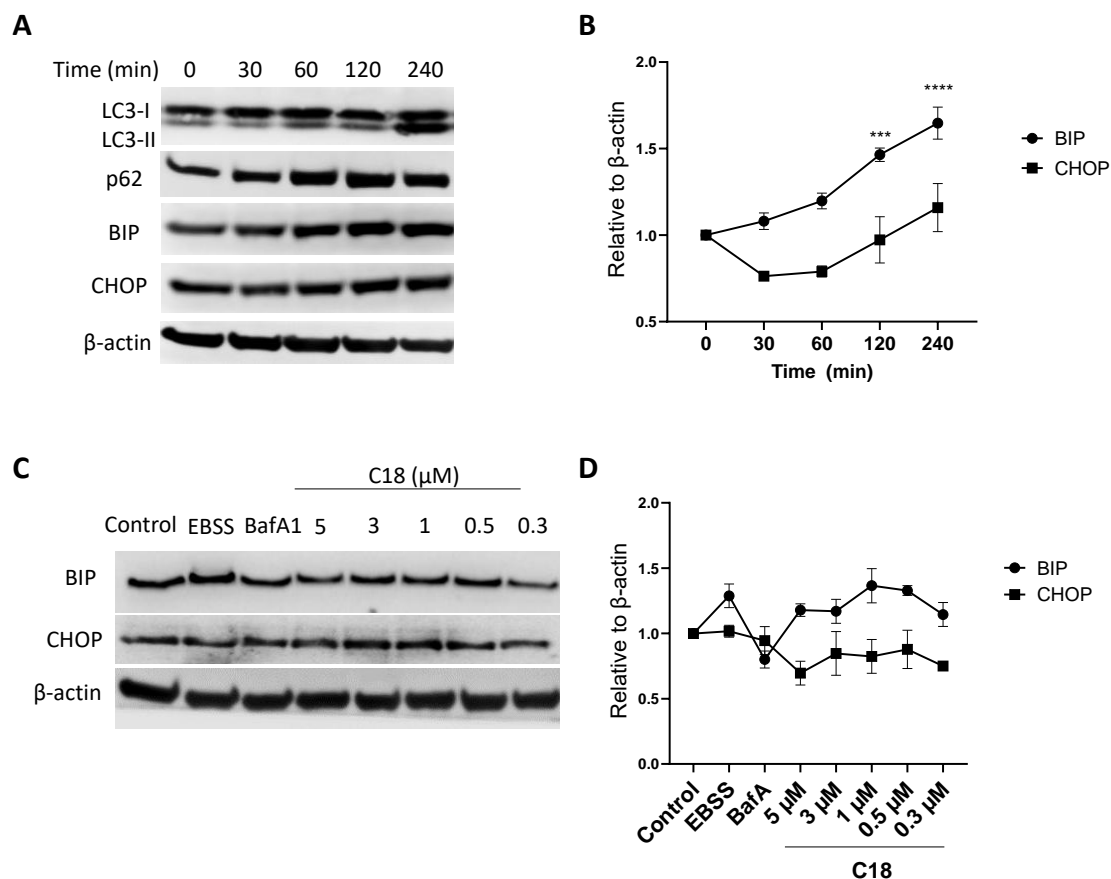 A
Time (min) 0 30 60 120 240
LC3-I
LC3-II
p62
BIP
CHOP
β-actin
B
Relative to β-actin
2.0
1.5
1.0
0.5
*** ****
0 30 60 120 240
Time (min)
BIP
CHOP
C
C18 (µM)
Control EBSS BafA1 5 3 1 0.5 0.3
BIP
CHOP
β-actin
D
Relative to β-actin
2.0
1.5
1.0
0.5
0.0
Control EBSS BafA 5 µM 3 µM 1 µM 0.5 µM 0.3 µM
C18
BIP
CHOP